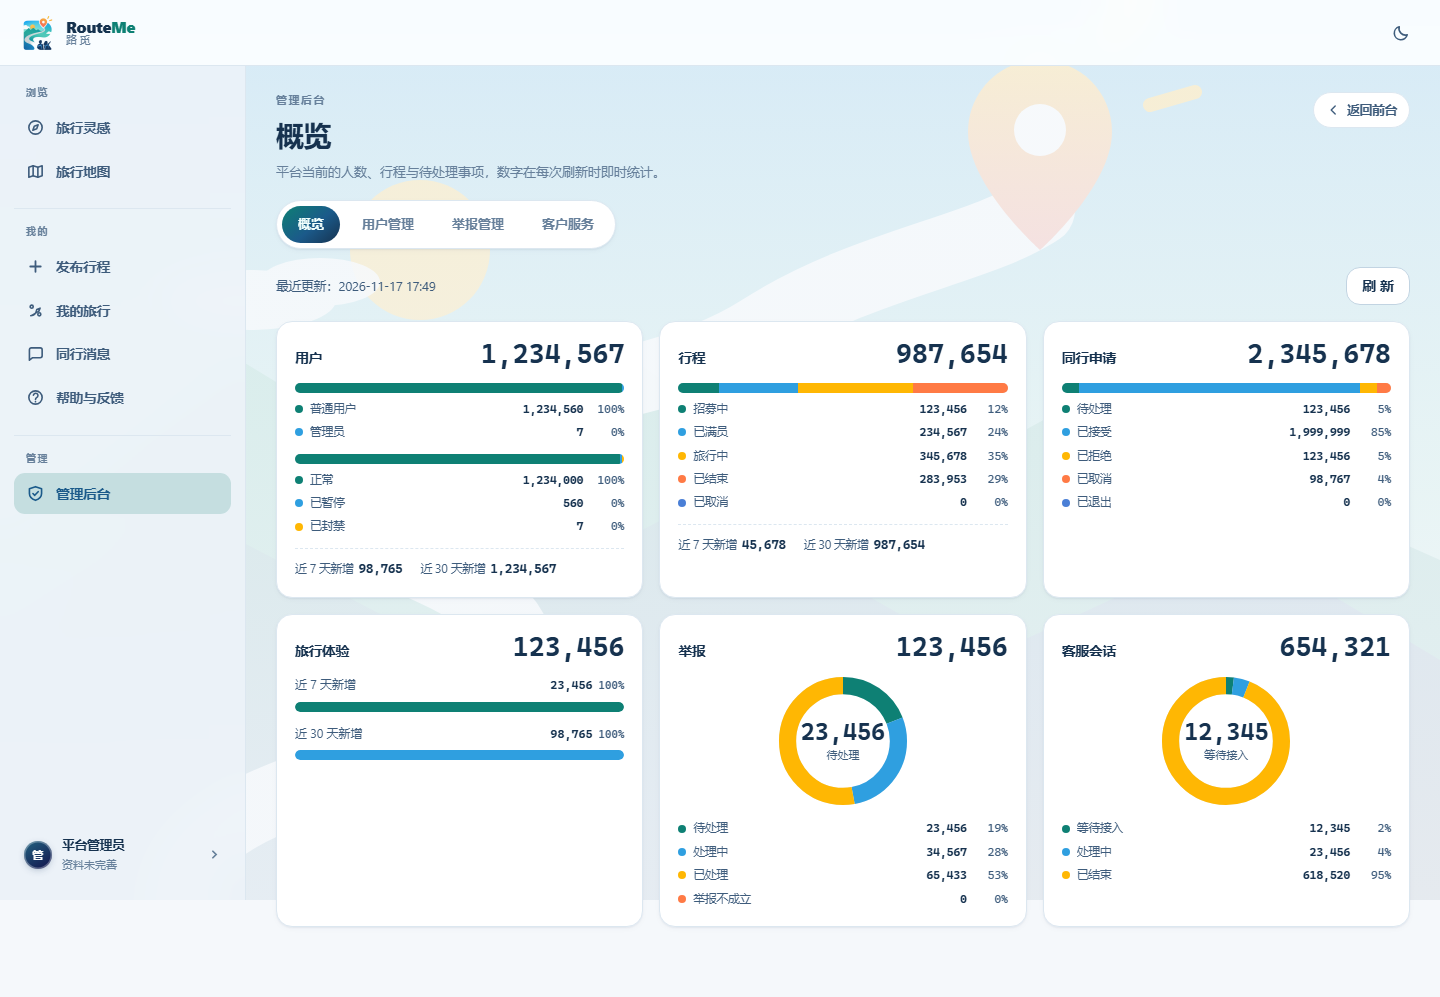 RouteMe
路觅
浏览
旅行灵感
旅行地图
我的
发布行程
我的旅行
同行消息
帮助与反馈
管理
管理后台
管
平台管理员
资料未完善
管理后台
返回前台
概览
平台当前的人数、行程与待处理事项，数字在每次刷新时即时统计。
概览 用户管理 举报管理 客户服务
最近更新：2026-11-17 17:49
刷 新
用户 1,234,567
普通用户 1,234,560 100%
管理员 7 0%
正常 1,234,000 100%
已暂停 560 0%
已封禁 7 0%
近 7 天新增 98,765 近 30 天新增 1,234,567
行程 987,654
招募中 123,456 12%
已满员 234,567 24%
旅行中 345,678 35%
已结束 283,953 29%
已取消 0 0%
近 7 天新增 45,678 近 30 天新增 987,654
同行申请 2,345,678
待处理 123,456 5%
已接受 1,999,999 85%
已拒绝 123,456 5%
已取消 98,767 4%
已退出 0 0%
旅行体验 123,456
近 7 天新增 23,456 100%
近 30 天新增 98,765 100%
举报 123,456
23,456
待处理
待处理 23,456 19%
处理中 34,567 28%
已处理 65,433 53%
举报不成立 0 0%
客服会话 654,321
12,345
等待接入
等待接入 12,345 2%
处理中 23,456 4%
已结束 618,520 95%